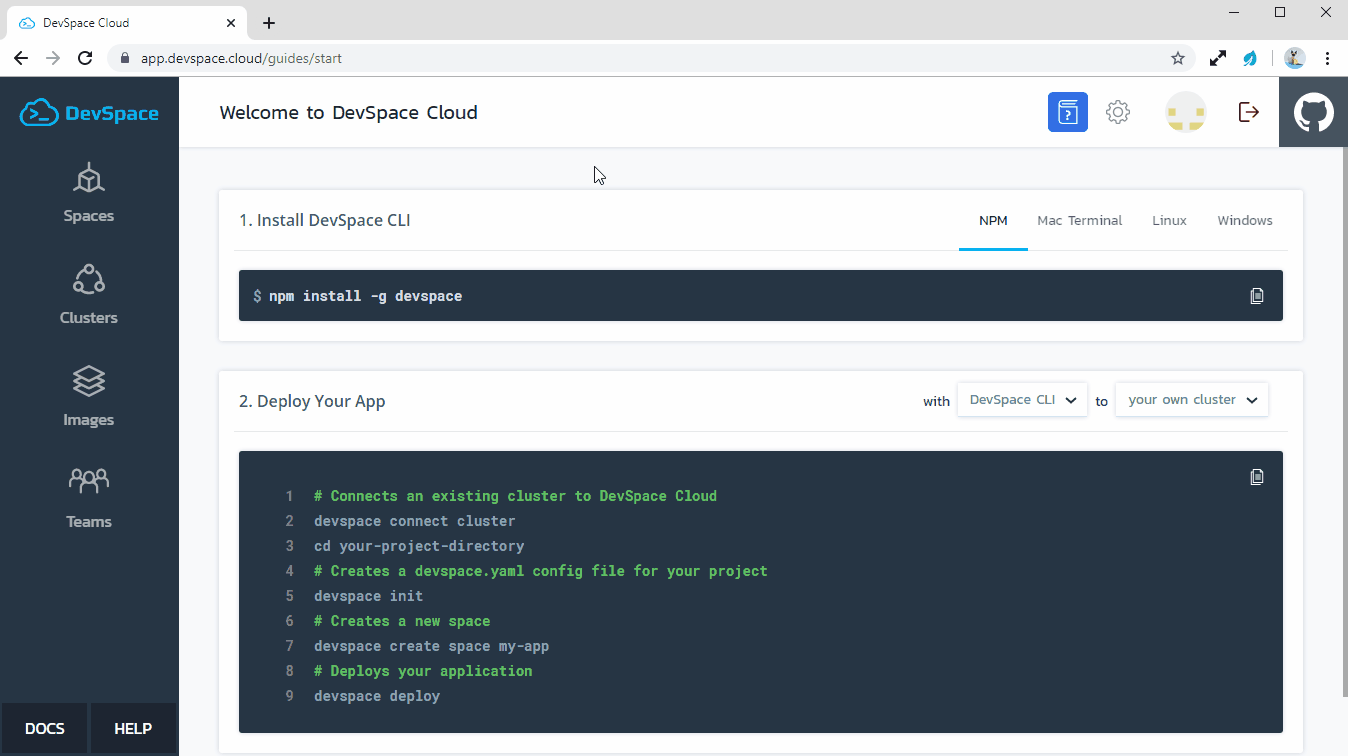 DevSpace Cloud
app.devspace.cloud/guides/start
DevSpace
Welcome to DevSpace Cloud
?
Spaces
Clusters
Images
Teams
DOCS
HELP
1. Install DevSpace CLI
NPM
Mac Terminal
Linux
Windows
$ npm install -g devspace
2. Deploy Your App
with
DevSpace CLI
to
your own cluster
1 # Connects an existing cluster to DevSpace Cloud
2 devspace connect cluster
3 cd your-project-directory
4 # Creates a devspace.yaml config file for your project
5 devspace init
6 # Creates a new space
7 devspace create space my-app
8 # Deploys your application
9 devspace deploy